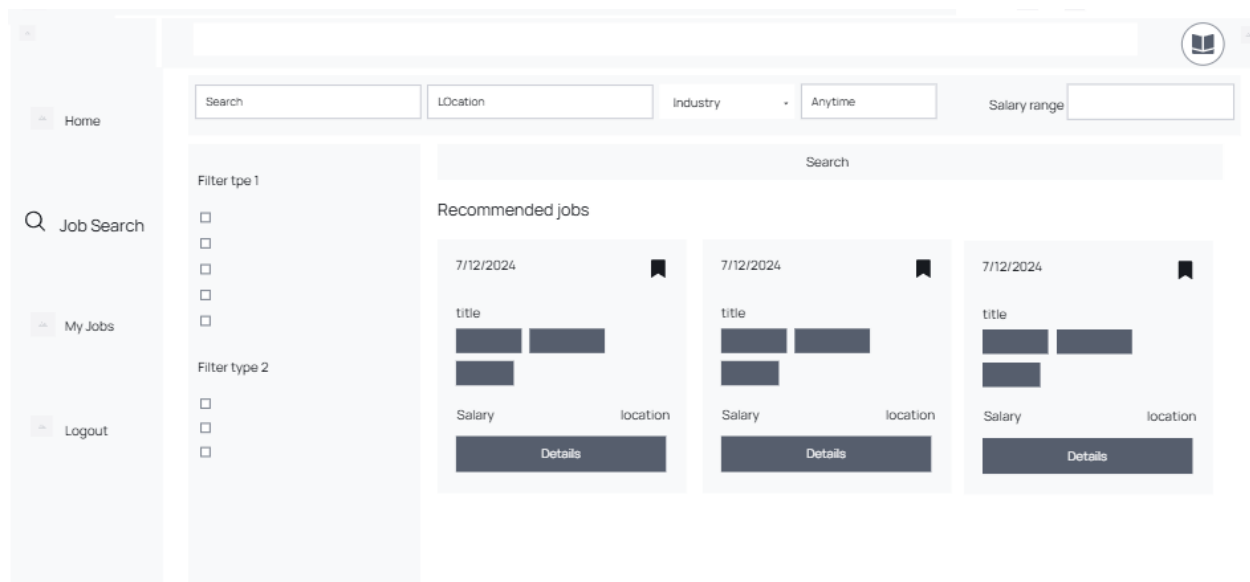 Home
Job Search
My Jobs
Logout
Search
LOcation
Industry
Anytime
Salary range
Filter tpe 1
Filter type 2
Search
Recommended jobs
7/12/2024
title
Salary location
Details
7/12/2024
title
Salary location
Details
7/12/2024
title
Salary location
Details